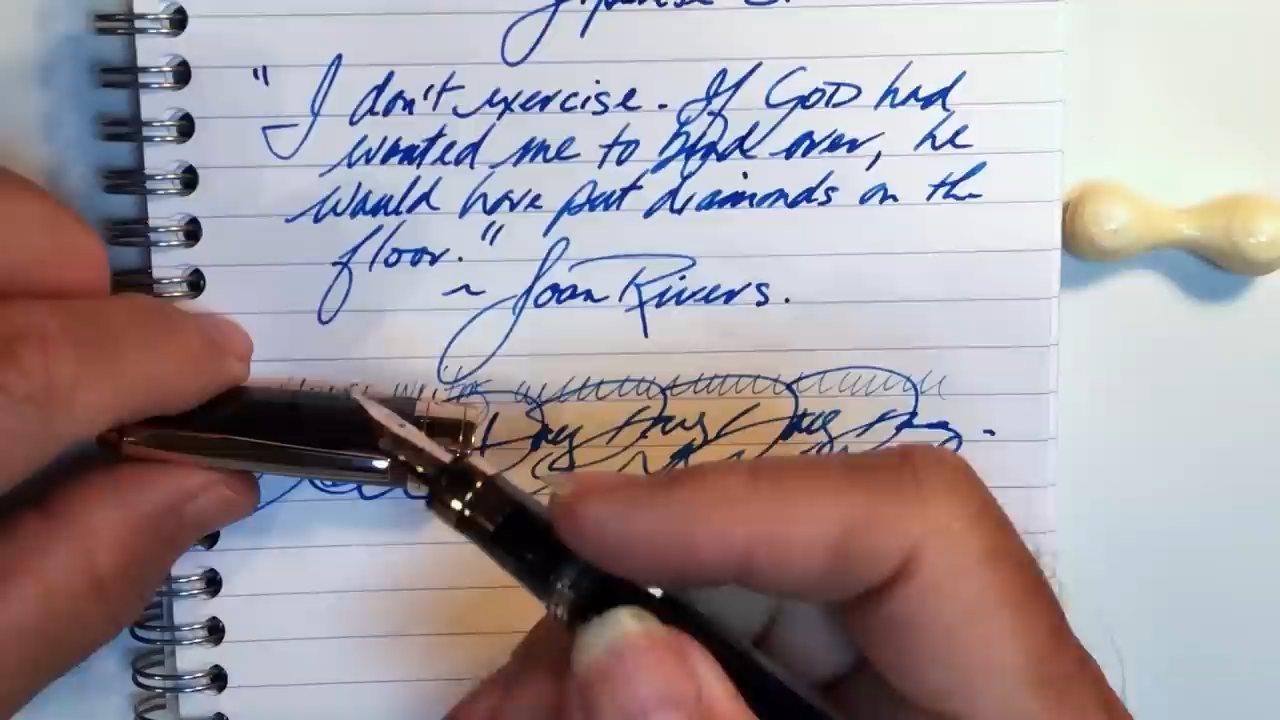 "I don't exercise. If GOD had
wanted me to bend over, he
would have put diamonds on the
floor."
~ Joan Rivers.